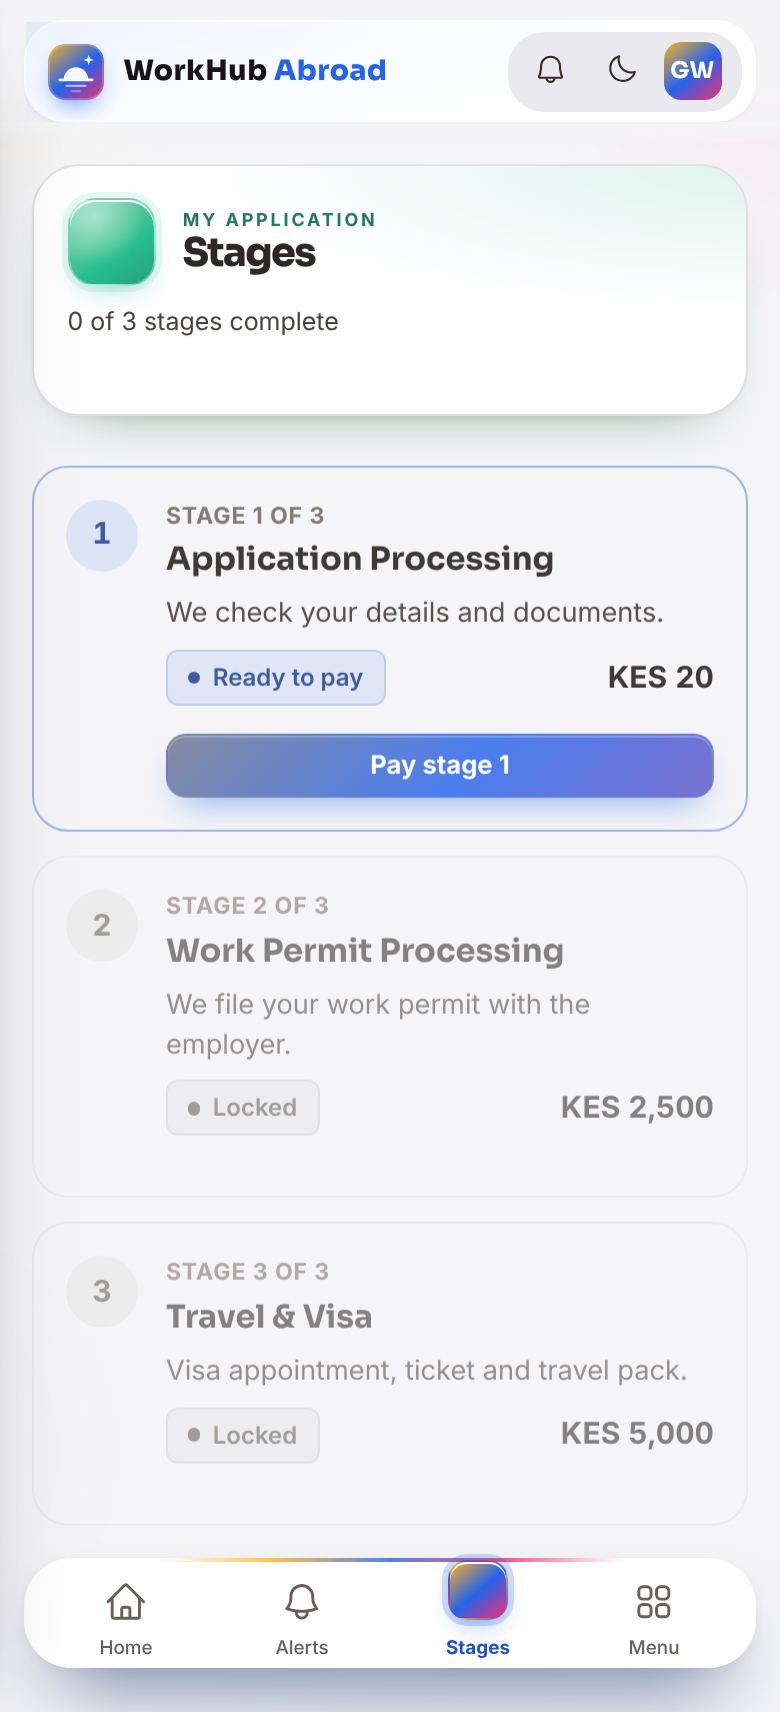 WorkHub Abroad
GW
MY APPLICATION
Stages
0 of 3 stages complete
1
STAGE 1 OF 3
Application Processing
We check your details and documents.
Ready to pay
KES 20
Pay stage 1
2
STAGE 2 OF 3
Work Permit Processing
We file your work permit with the
employer.
Locked
KES 2,500
3
STAGE 3 OF 3
Travel & Visa
Visa appointment, ticket and travel pack.
Locked
KES 5,000
Home
Alerts
Stages
Menu